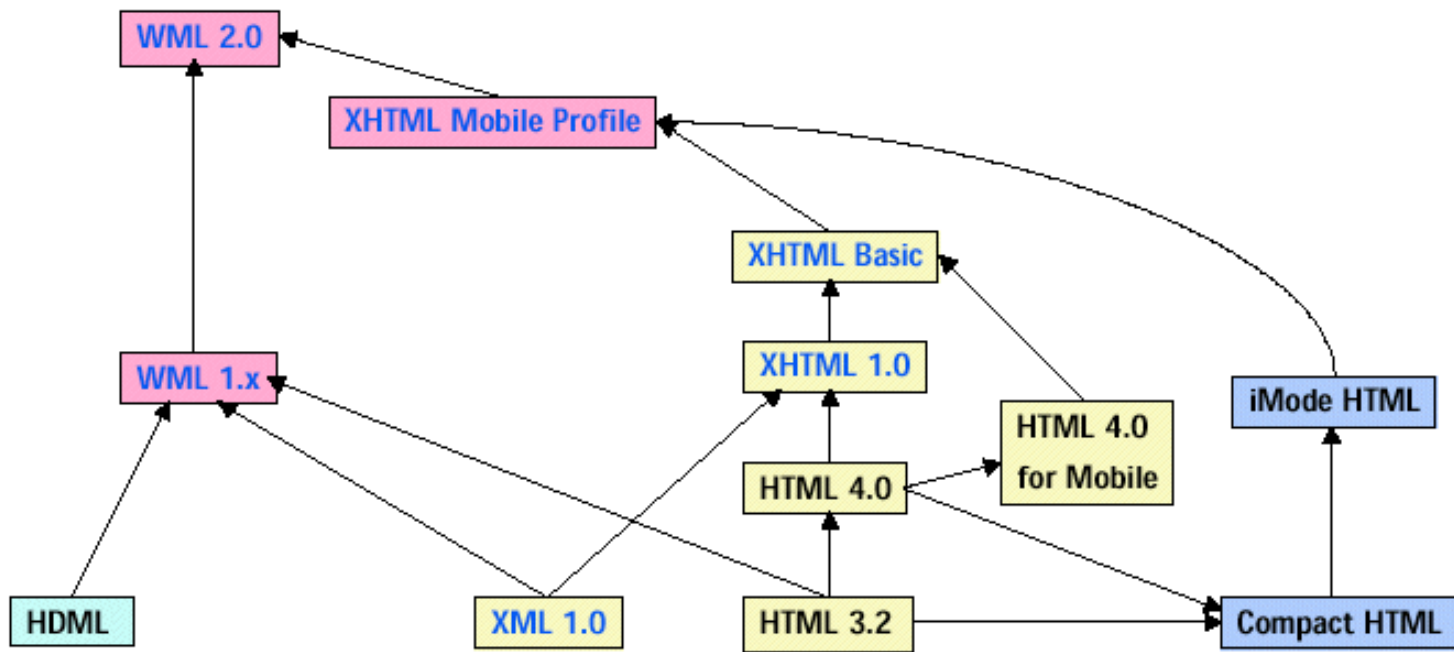 WML 2.0
XHTML Mobile Profile
XHTML Basic
XHTML 1.0
WML 1.x
iMode HTML
HTML 4.0
for Mobile
HTML 4.0
HDML
XML 1.0
HTML 3.2
Compact HTML